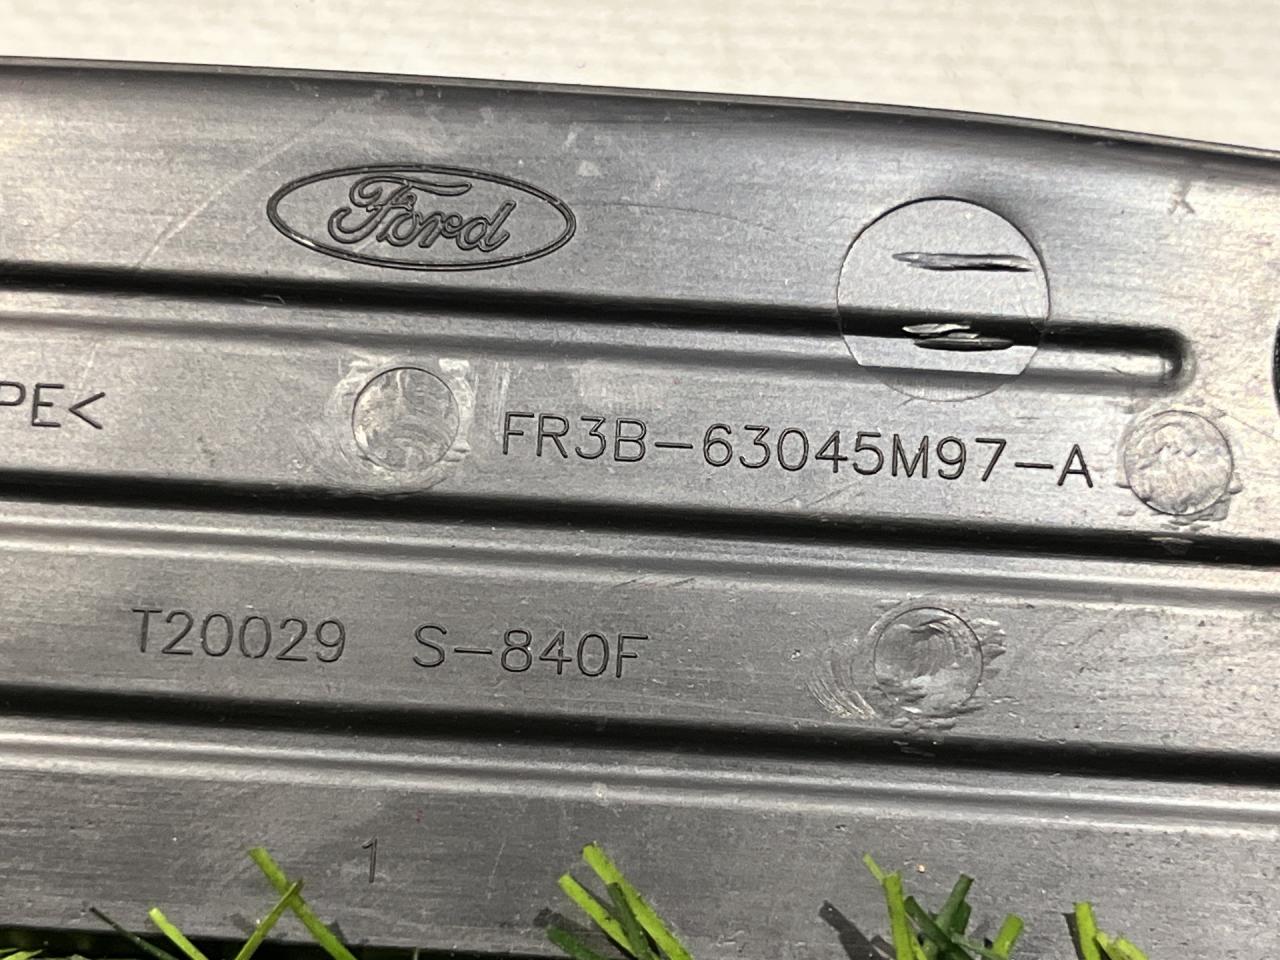 Ford
PE<
FR3B-63045M97-A
T20029 S-840F
1